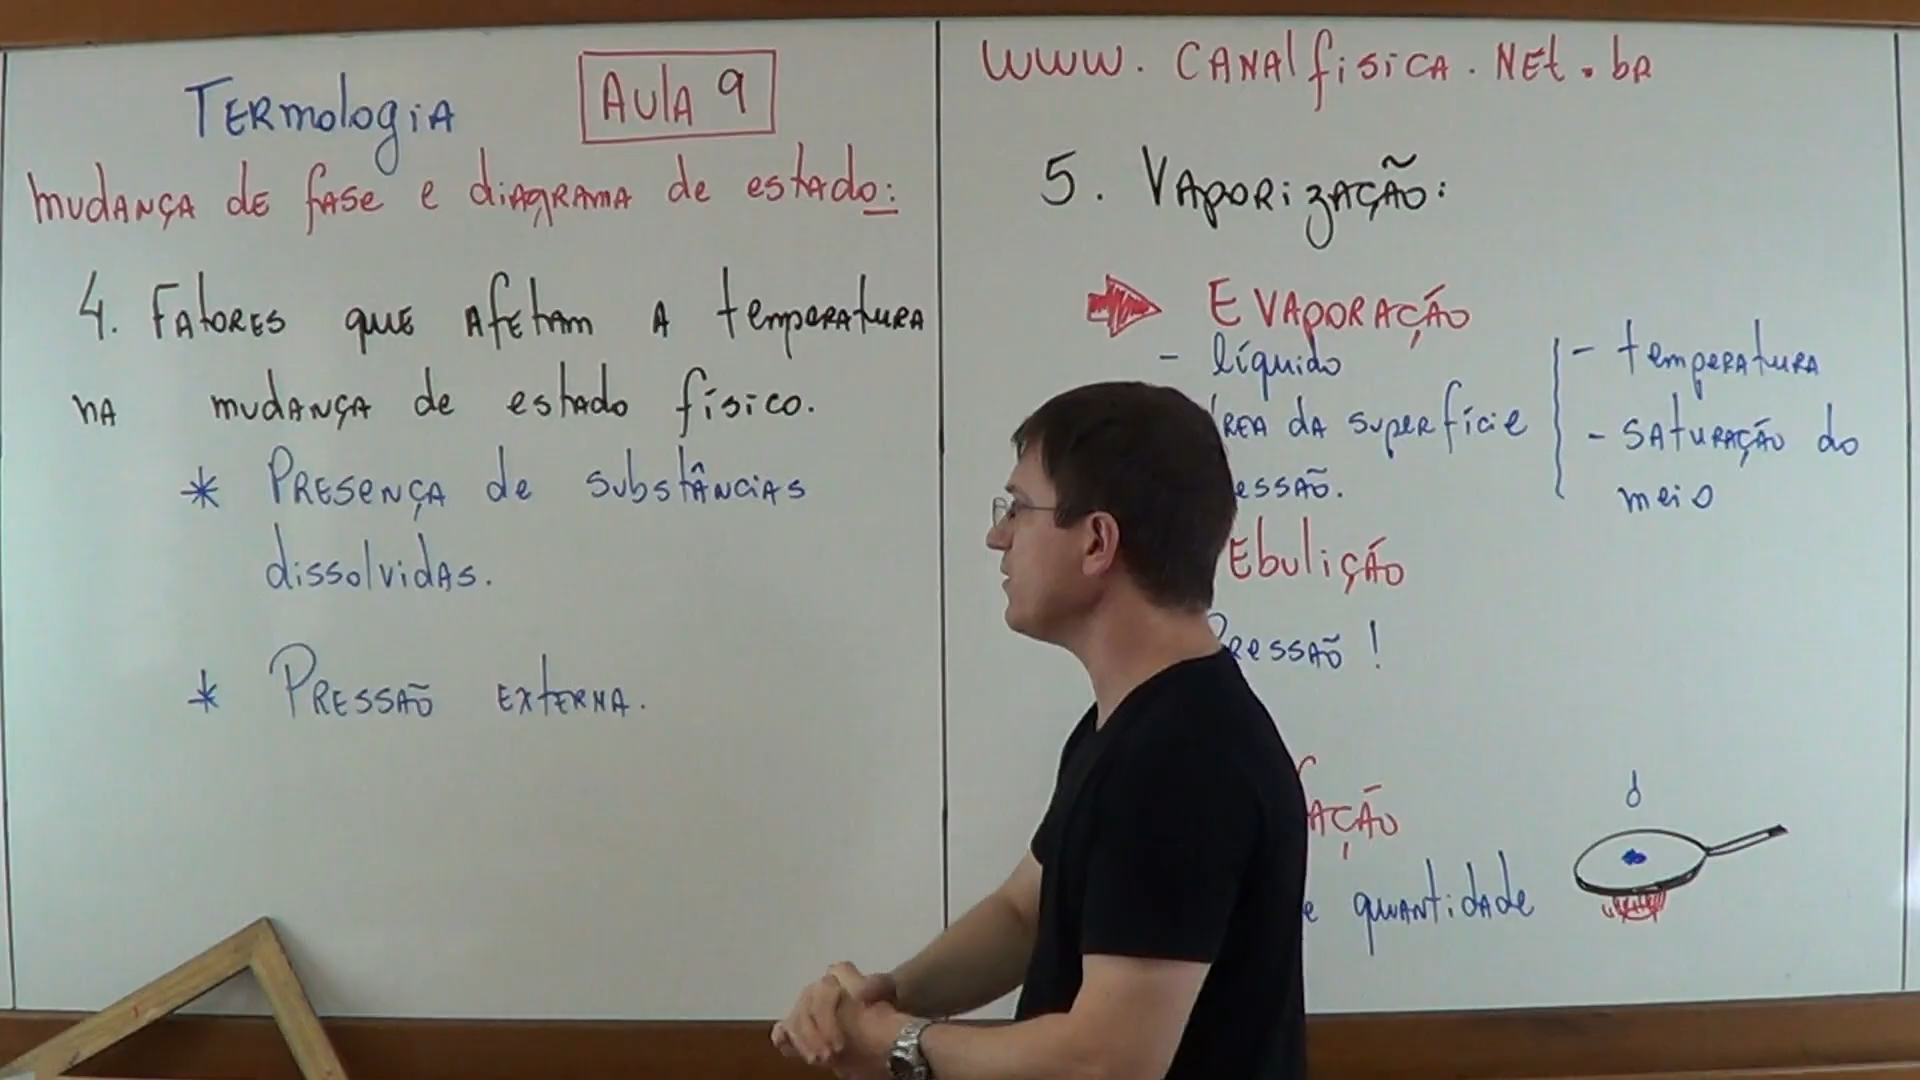 Termologia
Aula 9
mudança de fase e diagrama de estado:
4. Fatores que afetam a temperatura
na mudança de estado físico.
* Presença de substâncias
dissolvidas.
* Pressão externa.
www.canalfisica.net.br
5. Vaporização:
Evaporação
- líquido
da superfície
- temperatura
- saturação do
meio
Ebulição
Pressão!
quantidade